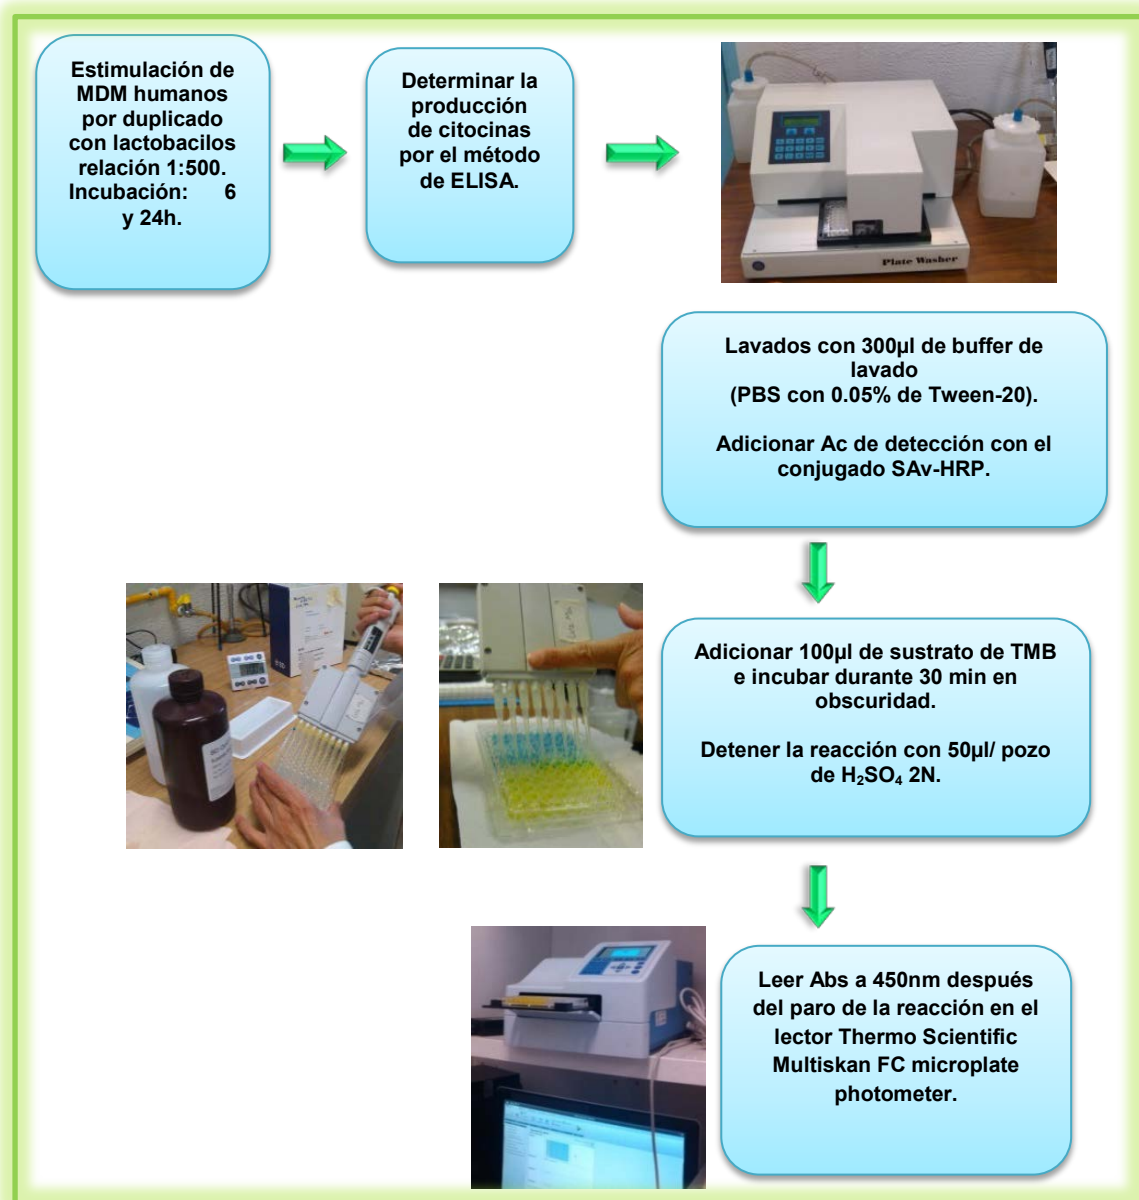 Estimulación de
MDM humanos
por duplicado
con lactobacilos
relación 1:500.
Incubación: 6
y 24h.
Determinar la
producción
de citocinas
por el método
de ELISA.
Plate Washer
Lavados con 300µl de buffer de
lavado
(PBS con 0.05% de Tween-20).
Adicionar Ac de detección con el
conjugado SAv-HRP.
Adicionar 100µl de sustrato de TMB
e incubar durante 30 min en
obscuridad.
Detener la reacción con 50µl/ pozo
de H₂SO₄ 2N.
Leer Abs a 450nm después
del paro de la reacción en el
lector Thermo Scientific
Multiskan FC microplate
photometer.